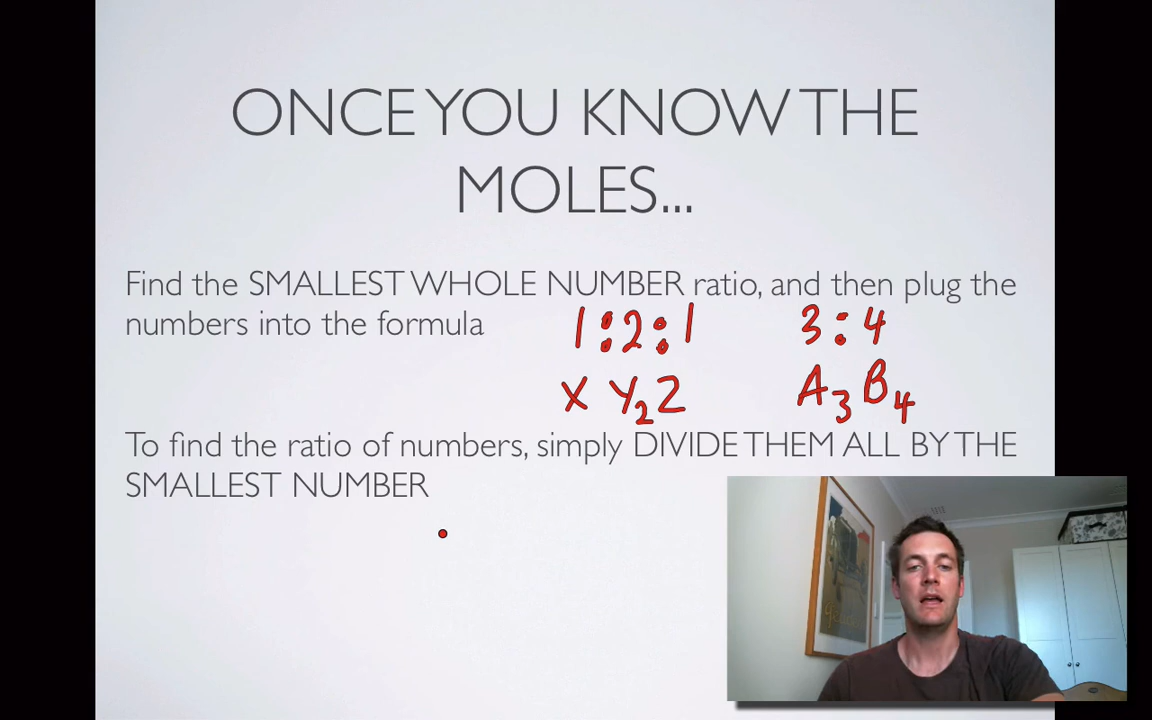 ONCE YOU KNOW THE
MOLES...
Find the SMALLEST WHOLE NUMBER ratio, and then plug the
numbers into the formula
1:2:1 3:4
X Y2 Z A3 B4
To find the ratio of numbers, simply DIVIDE THEM ALL BY THE
SMALLEST NUMBER